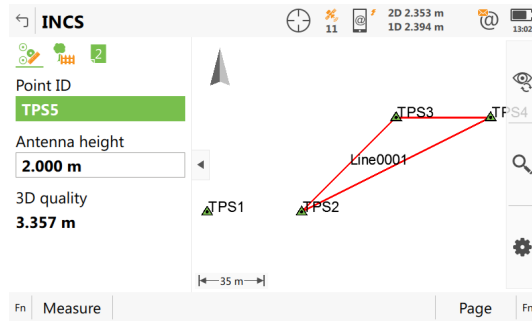 INCS
11
@
2D 2.353 m
1D 2.394 m
@
13:02
2
Point ID
TPS5
Antenna height
2.000 m
3D quality
3.357 m
TPS3
TPS4
Line0001
TPS1
TPS2
35 m
Fn
Measure
Page
Fn